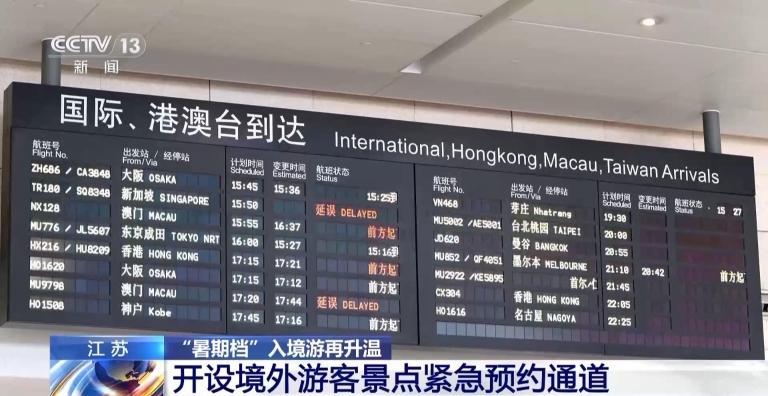 CCTV 13
新闻
国际、港澳台到达 International,Hongkong,Macau,Taiwan Arrivals
航班号 出发站 / 经停站 计划时间 变更时间 航班状态
Flight No. From/Via Scheduled Estimated Status
ZH686 / CA3848 大阪 OSAKA 15:45 15:36 15:25到
TR180 / SQ8348 新加坡 SINGAPORE 15:50 延误 DELAYED
NX128 澳门 MACAU 15:55 16:37 前方起
MU776 / JL5607 东京成田 TOKYO NRT 16:00 15:27 15:16到
HX216 / HU8209 香港 HONG KONG 17:15 17:21 前方起
HO1620 大阪 OSAKA 17:15 17:12 前方起
MU9798 澳门 MACAU 17:20 17:44 延误 DELAYED
HO1508 神户 Kobe 17:45 17:16 前方起
航班号 出发站 / 经停站 计划时间 变更时间 航班状态
Flight No. From/Via Scheduled Estimated Status 15 27
VN468 芽庄 Nhatrang 19:30
MU5002 /AE5001 台北桃园 TAIPEI 20:00
JD620 曼谷 BANGKOK 20:55
MU852 / QF4051 墨尔本 MELBOURNE 21:10 20:42 前方起
MU2922 /KE5895 首尔 21:45
CX304 香港 HONG KONG 22:05
HO1616 名古屋 NAGOYA 22:25
江苏 “暑期档”入境游再升温
开设境外游客景点紧急预约通道